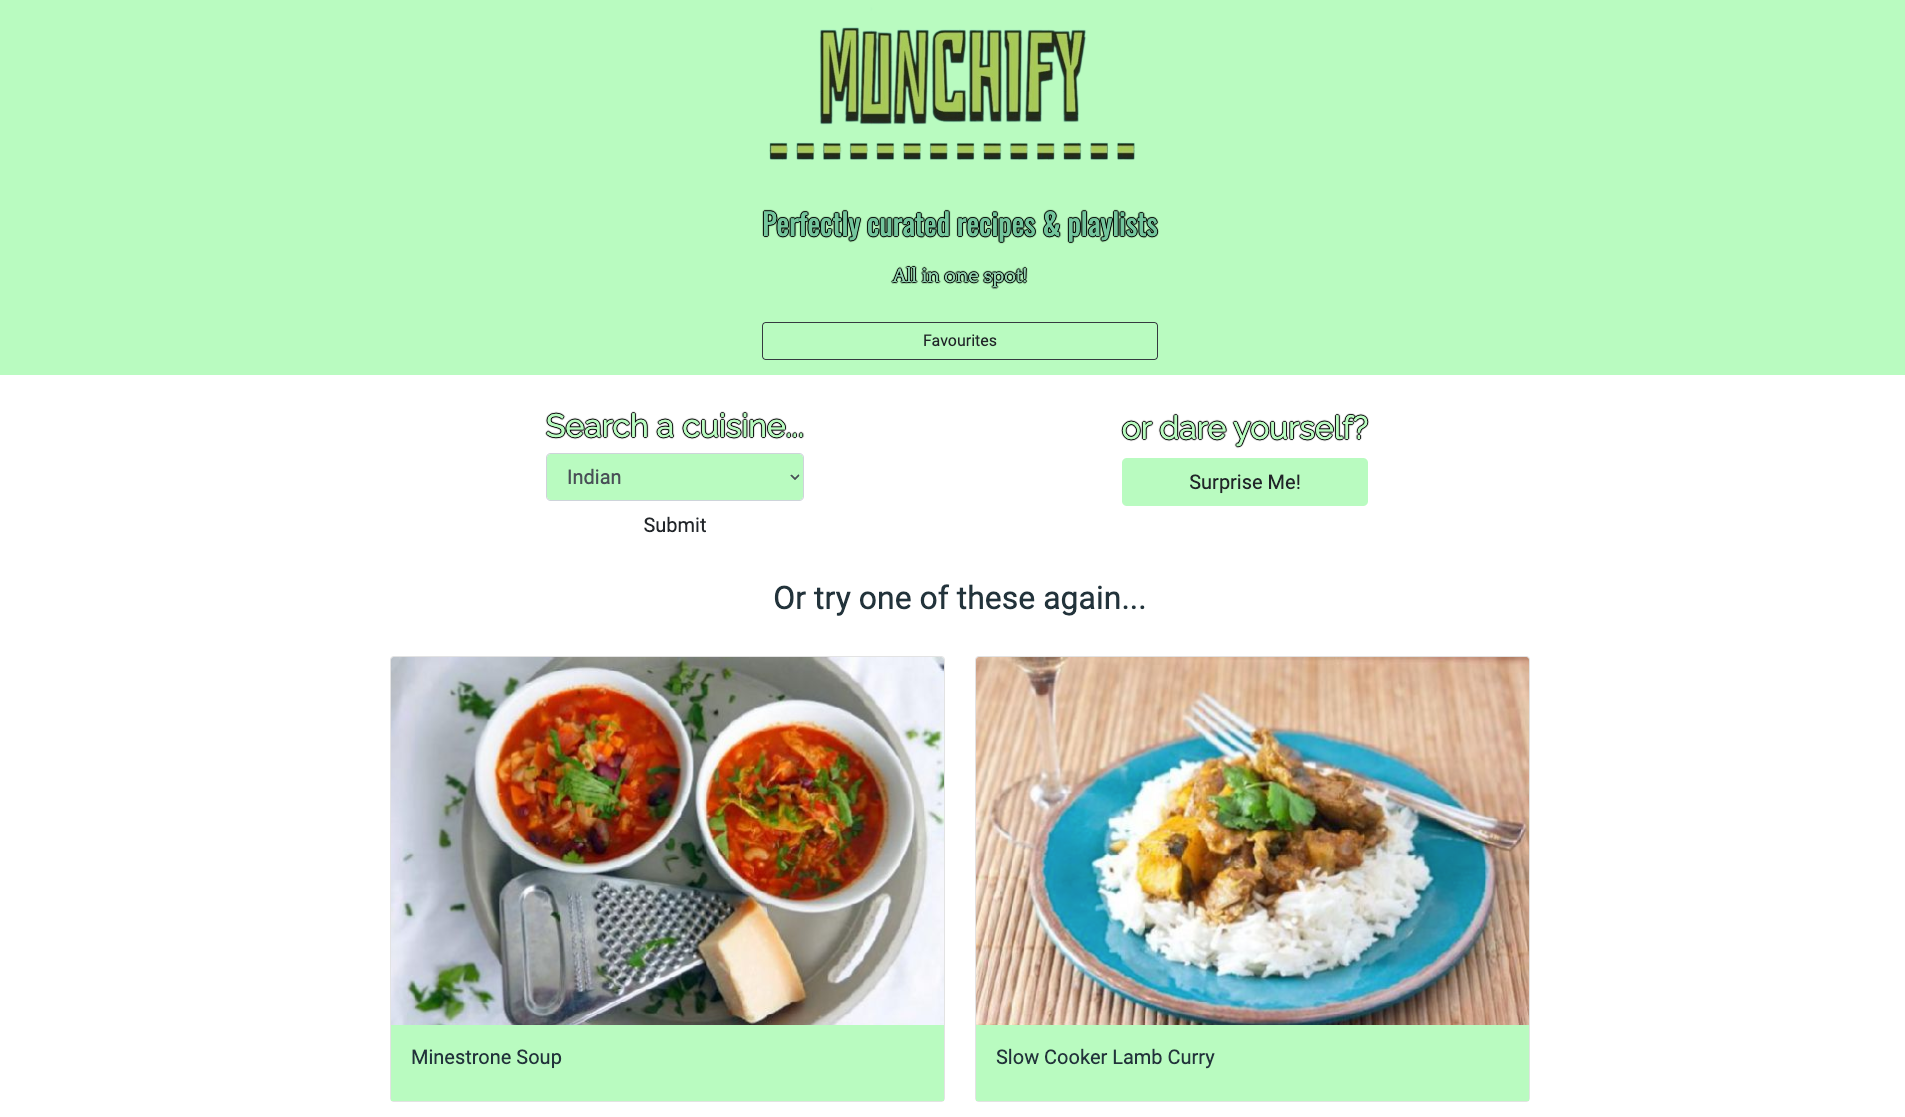 MUNCHIFY
Perfectly curated recipes & playlists
All in one spot!
Favourites
Search a cuisine...
Indian
Submit
or dare yourself?
Surprise Me!
Or try one of these again...
Minestrone Soup
Slow Cooker Lamb Curry